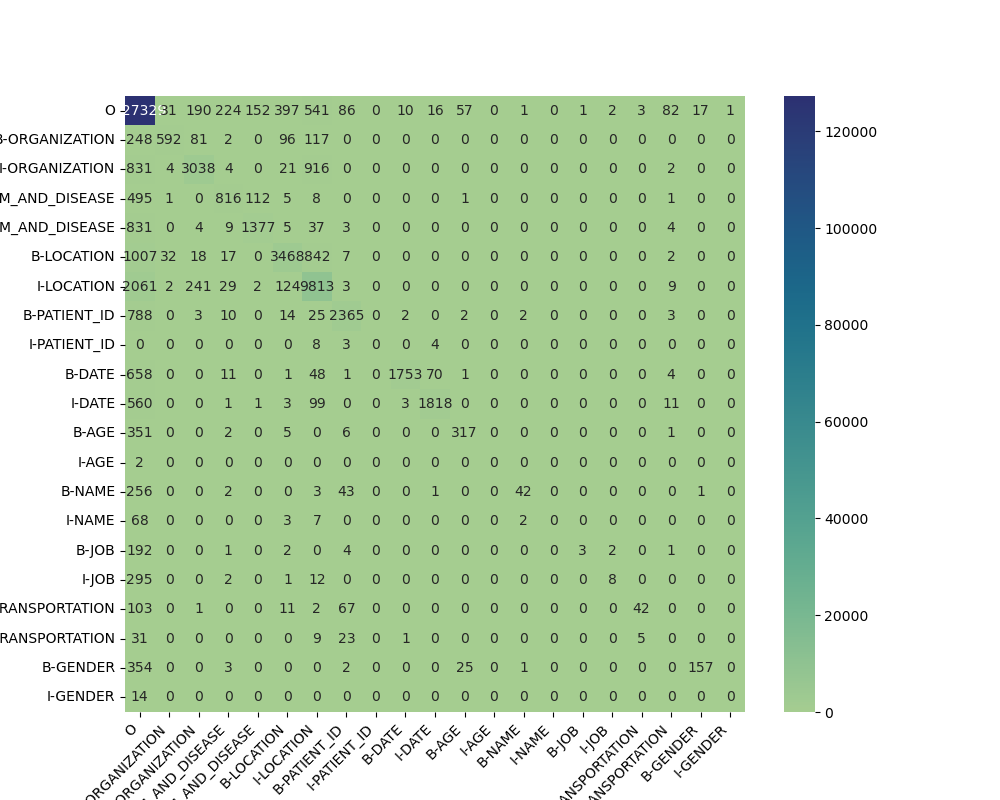 O 27329 81 190 224 152 397 541 86 0 10 16 57 0 1 0 1 2 3 82 17 1
B-ORGANIZATION 248 592 81 2 0 96 117 0 0 0 0 0 0 0 0 0 0 0 0 0 0
I-ORGANIZATION 831 4 3038 4 0 21 916 0 0 0 0 0 0 0 0 0 0 0 2 0 0
M_AND_DISEASE 495 1 0 816 112 5 8 0 0 0 0 1 0 0 0 0 0 0 1 0 0
M_AND_DISEASE 831 0 4 9 1377 5 37 3 0 0 0 0 0 0 0 0 0 0 4 0 0
B-LOCATION 1007 32 18 17 0 3468 842 7 0 0 0 0 0 0 0 0 0 0 2 0 0
I-LOCATION 2061 2 241 29 2 124 9813 3 0 0 0 0 0 0 0 0 0 0 9 0 0
B-PATIENT_ID 788 0 3 10 0 14 25 2365 0 2 0 2 0 2 0 0 0 0 3 0 0
I-PATIENT_ID 0 0 0 0 0 0 8 3 0 0 4 0 0 0 0 0 0 0 0 0 0
B-DATE 658 0 0 11 0 1 48 1 0 1753 70 1 0 0 0 0 0 0 4 0 0
I-DATE 560 0 0 1 1 3 99 0 0 3 1818 0 0 0 0 0 0 0 11 0 0
B-AGE 351 0 0 2 0 5 0 6 0 0 0 317 0 0 0 0 0 0 1 0 0
I-AGE 2 0 0 0 0 0 0 0 0 0 0 0 0 0 0 0 0 0 0 0 0
B-NAME 256 0 0 2 0 0 3 43 0 0 1 0 0 42 0 0 0 0 0 1 0
I-NAME 68 0 0 0 0 3 7 0 0 0 0 0 0 2 0 0 0 0 0 0 0
B-JOB 192 0 0 1 0 2 0 4 0 0 0 0 0 0 0 3 2 0 1 0 0
I-JOB 295 0 0 2 0 1 12 0 0 0 0 0 0 0 0 0 8 0 0 0 0
RANSPORTATION 103 0 1 0 0 11 2 67 0 0 0 0 0 0 0 0 0 42 0 0 0
RANSPORTATION 31 0 0 0 0 0 9 23 0 1 0 0 0 0 0 0 0 5 0 0 0
B-GENDER 354 0 0 3 0 0 0 2 0 0 0 25 0 1 0 0 0 0 0 157 0
I-GENDER 14 0 0 0 0 0 0 0 0 0 0 0 0 0 0 0 0 0 0 0 0
O
ORGANIZATION
ORGANIZATION
_AND_DISEASE
_AND_DISEASE
B-LOCATION
I-LOCATION
B-PATIENT_ID
I-PATIENT_ID
B-DATE
I-DATE
B-AGE
I-AGE
B-NAME
I-NAME
B-JOB
I-JOB
ANSPORTATION
ANSPORTATION
B-GENDER
I-GENDER
120000
100000
80000
60000
40000
20000
0